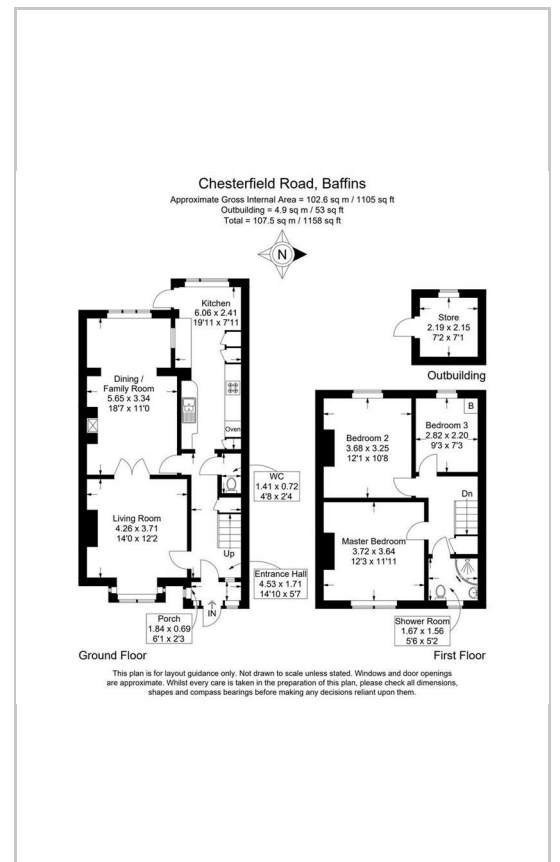 Chesterfield Road, Baffins
Approximate Gross Internal Area = 102.6 sq m / 1105 sq ft
Outbuilding = 4.9 sq m / 53 sq ft
Total = 107.5 sq m / 1158 sq ft
N
Kitchen
6.06 x 2.41
19'11 x 7'11
Dining /
Family Room
5.65 x 3.34
18'7 x 11'0
Oven
WC
1.41 x 0.72
4'8 x 2'4
Living Room
4.26 x 3.71
14'0 x 12'2
Up
Entrance Hall
4.53 x 1.71
14'10 x 5'7
Porch
1.84 x 0.69
6'1 x 2'3
IN
Ground Floor
Store
2.19 x 2.15
7'2 x 7'1
Outbuilding
B
Bedroom 2
3.68 x 3.25
12'1 x 10'8
Bedroom 3
2.82 x 2.20
9'3 x 7'3
Dn
Master Bedroom
3.72 x 3.64
12'3 x 11'11
Shower Room
1.67 x 1.56
5'6 x 5'2
First Floor
This plan is for layout guidance only. Not drawn to scale unless stated. Windows and door openings
are approximate. Whilst every care is taken in the preparation of this plan, please check all dimensions,
shapes and compass bearings before making any decisions reliant upon them.